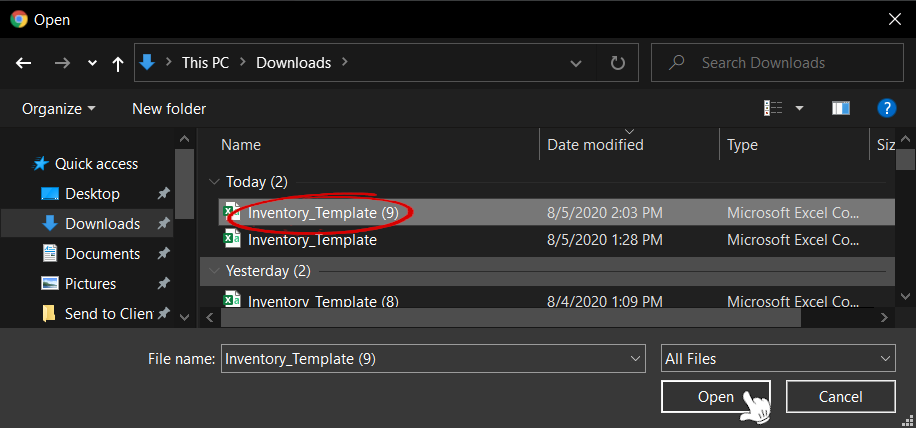 Open
This PC
Downloads
Search Downloads
Organize
New folder
?
Name
Date modified
Type
Siz
Quick access
Desktop
Downloads
Documents
Pictures
Send to Clien
Today (2)
Inventory_Template (9) 8/5/2020 2:03 PM Microsoft Excel Co...
Inventory_Template 8/5/2020 1:28 PM Microsoft Excel Co...
Yesterday (2)
Inventory_Template (8) 8/4/2020 1:09 PM Microsoft Excel Co...
File name: Inventory_Template (9) All Files
Open Cancel